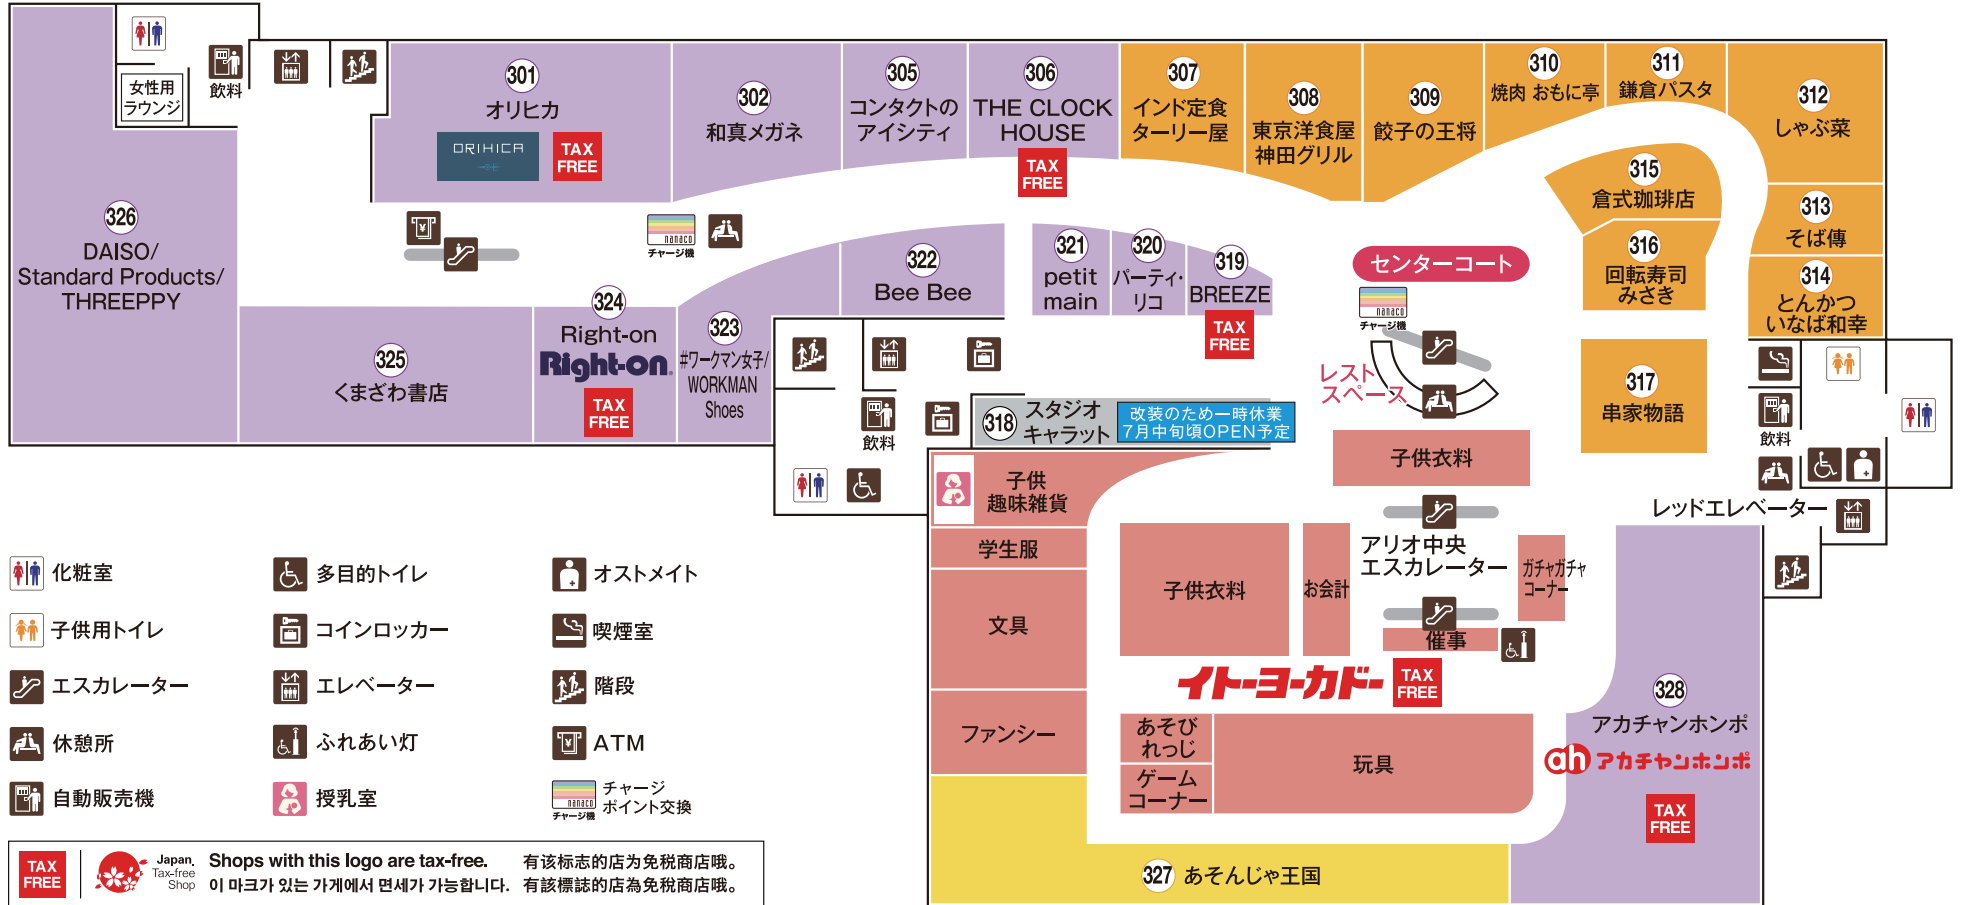 女性用
ラウンジ
飲料
301
オリヒカ
ORIHICA
TAX
FREE
302
和真メガネ
305
コンタクトの
アイシティ
306
THE CLOCK
HOUSE
TAX
FREE
307
インド定食
ターリー屋
308
東京洋食屋
神田グリル
309
餃子の王将
310
焼肉 おもに亭
311
鎌倉パスタ
312
しゃぶ菜
313
そば傳
314
とんかつ
いなば和幸
315
倉式珈琲店
316
回転寿司
みさき
317
串家物語
326
DAISO/
Standard Products/
THREEPPY
nanaco
チャージ機
325
くまざわ書店
324
Right-on
Right-on.
TAX
FREE
323
#ワークマン女子/
WORKMAN
Shoes
322
Bee Bee
321
petit
main
320
パーティ・
リコ
319
BREEZE
TAX
FREE
センターコート
nanaco
チャージ機
レスト
スペース
飲料
318
スタジオ
キャラット
改装のため一時休業
7月中旬頃OPEN予定
飲料
レッドエレベーター
子供衣料
子供
趣味雑貨
学生服
文具
ファンシー
子供衣料
お会計
アリオ中央
エスカレーター
ガチャガチャ
コーナー
催事
イトーヨーカドー
TAX
FREE
あそび
れっじ
ゲーム
コーナー
玩具
328
アカチャンホンポ
ah アカチャンホンポ
TAX
FREE
327 あそんじゃ王国
化粧室
多目的トイレ
オストメイト
子供用トイレ
コインロッカー
喫煙室
エスカレーター
エレベーター
階段
休憩所
ふれあい灯
ATM
自動販売機
授乳室
nanaco
チャージ機
チャージ
ポイント交換
TAX
FREE
Japan.
Tax-free
Shop
Shops with this logo are tax-free.
有该标志的店为免税商店哦。
이 마크가 있는 가게에서 면세가 가능합니다.
有該標誌的店為免稅商店哦。